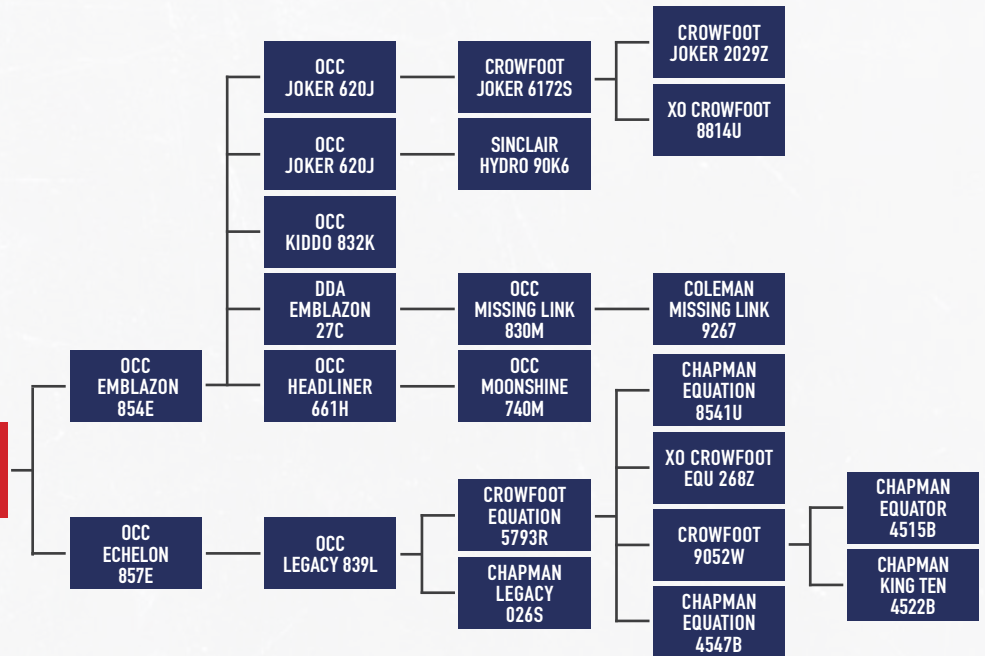 OCC
EMBLAZON
854E
OCC
ECHELON
857E
OCC
JOKER 620J
OCC
JOKER 620J
OCC
KIDDO 832K
DDA
EMBLAZON
27C
OCC
HEADLINER
661H
OCC
LEGACY 839L
CROWFOOT
JOKER 6172S
SINCLAIR
HYDRO 90K6
OCC
MISSING LINK
830M
OCC
MOONSHINE
740M
CROWFOOT
EQUATION
5793R
CHAPMAN
LEGACY
026S
CROWFOOT
JOKER 2029Z
XO CROWFOOT
8814U
COLEMAN
MISSING LINK
9267
CHAPMAN
EQUATION
8541U
XO CROWFOOT
EQU 268Z
CROWFOOT
9052W
CHAPMAN
EQUATION
4547B
CHAPMAN
EQUATOR
4515B
CHAPMAN
KING TEN
4522B